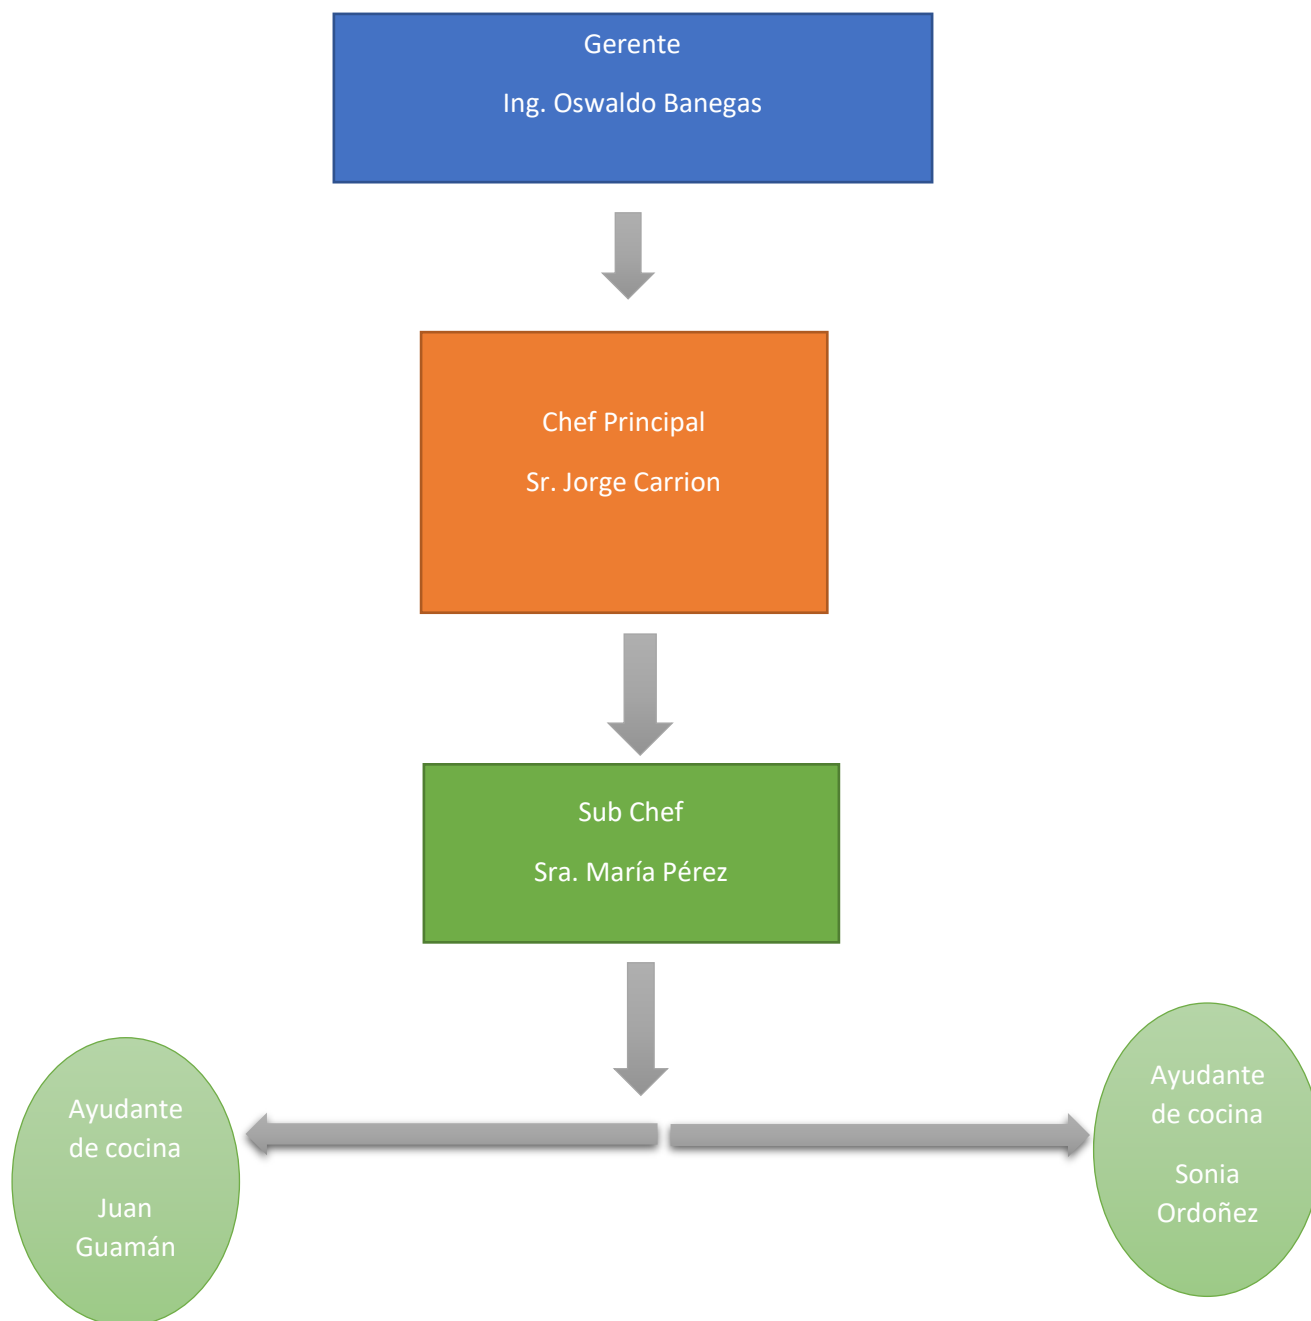 Gerente
Ing. Oswaldo Banegas
Chef Principal
Sr. Jorge Carrion
Sub Chef
Sra. María Pérez
Ayudante
de cocina
Juan
Guamán
Ayudante
de cocina
Sonia
Ordoñez